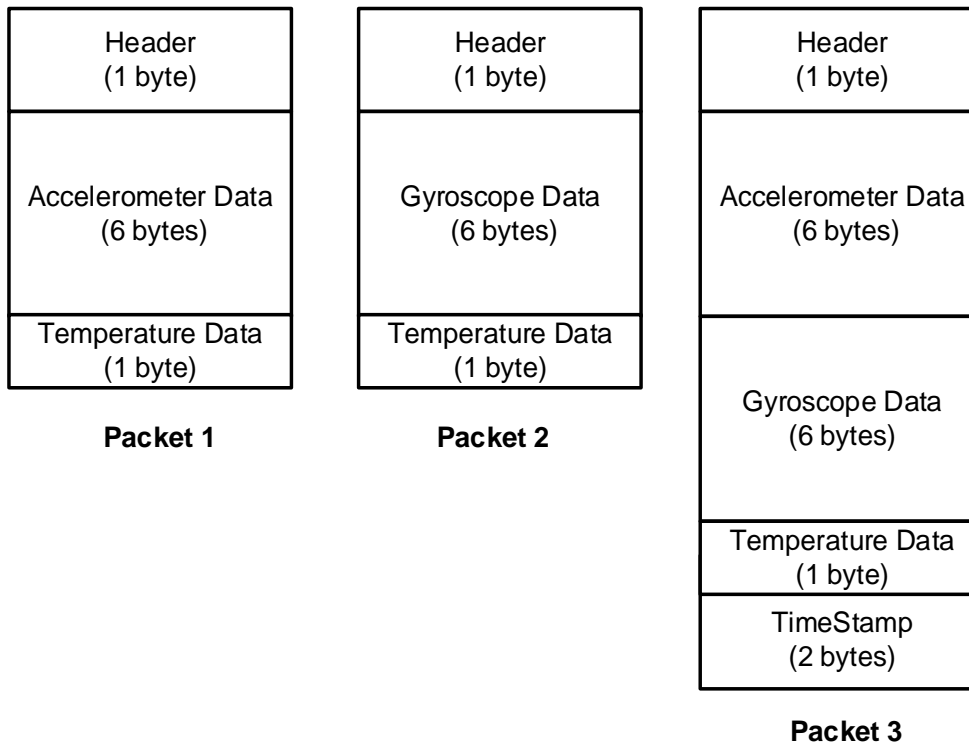 Header
(1 byte)
Accelerometer Data
(6 bytes)
Temperature Data
(1 byte)
Packet 1
Header
(1 byte)
Gyroscope Data
(6 bytes)
Temperature Data
(1 byte)
Packet 2
Header
(1 byte)
Accelerometer Data
(6 bytes)
Gyroscope Data
(6 bytes)
Temperature Data
(1 byte)
TimeStamp
(2 bytes)
Packet 3